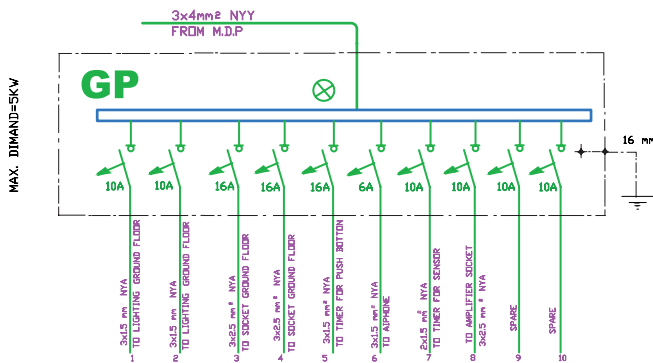 3x4mm² NYY
FROM M.D.P
MAX. DIMAND=5KW
GP
16 mm
10A
10A
16A
16A
16A
6A
10A
10A
10A
10A
3x1.5 mm² NYA
TO LIGHTING GROUND FLOOR
3x1.5 mm² NYA
TO LIGHTING GROUND FLOOR
3x2.5 mm² NYA
TO SOCKET GROUND FLOOR
3x2.5 mm² NYA
TO SOCKET GROUND FLOOR
3x1.5 mm² NYA
TO TIMER FOR PUSH BOTTON
3x1.5 mm² NYA
TO AIPHONE
2x1.5 mm² NYA
TO TIMER FOR SENSOR
TO AMPLIFIER SOCKET
3x2.5 mm² NYA
SPARE
SPARE
1
2
3
4
5
6
7
8
9
10